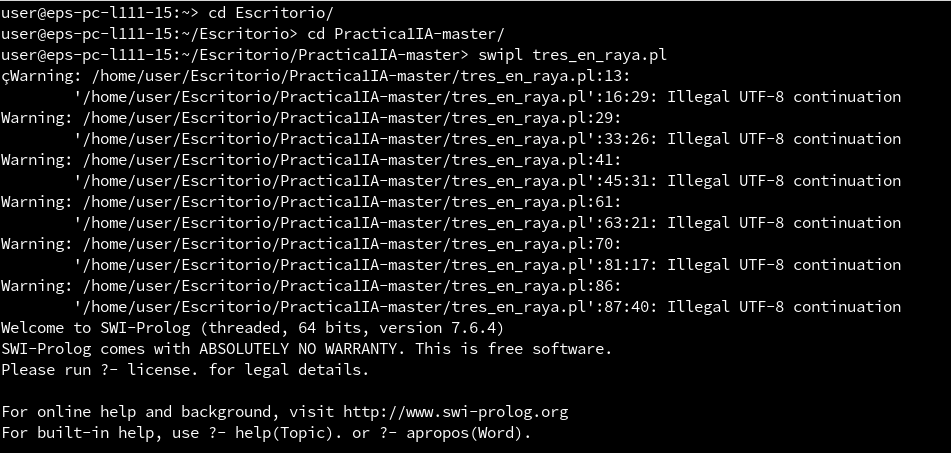 user@eps-pc-l111-15:~> cd Escritorio/
user@eps-pc-l111-15:~/Escritorio> cd Practica1IA-master/
user@eps-pc-l111-15:~/Escritorio/Practica1IA-master> swipl tres_en_raya.pl
çWarning: /home/user/Escritorio/Practica1IA-master/tres_en_raya.pl:13:
        '/home/user/Escritorio/Practica1IA-master/tres_en_raya.pl':16:29: Illegal UTF-8 continuation
Warning: /home/user/Escritorio/Practica1IA-master/tres_en_raya.pl:29:
        '/home/user/Escritorio/Practica1IA-master/tres_en_raya.pl':33:26: Illegal UTF-8 continuation
Warning: /home/user/Escritorio/Practica1IA-master/tres_en_raya.pl:41:
        '/home/user/Escritorio/Practica1IA-master/tres_en_raya.pl':45:31: Illegal UTF-8 continuation
Warning: /home/user/Escritorio/Practica1IA-master/tres_en_raya.pl:61:
        '/home/user/Escritorio/Practica1IA-master/tres_en_raya.pl':63:21: Illegal UTF-8 continuation
Warning: /home/user/Escritorio/Practica1IA-master/tres_en_raya.pl:70:
        '/home/user/Escritorio/Practica1IA-master/tres_en_raya.pl':81:17: Illegal UTF-8 continuation
Warning: /home/user/Escritorio/Practica1IA-master/tres_en_raya.pl:86:
        '/home/user/Escritorio/Practica1IA-master/tres_en_raya.pl':87:40: Illegal UTF-8 continuation
Welcome to SWI-Prolog (threaded, 64 bits, version 7.6.4)
SWI-Prolog comes with ABSOLUTELY NO WARRANTY. This is free software.
Please run ?- license. for legal details.

For online help and background, visit http://www.swi-prolog.org
For built-in help, use ?- help(Topic). or ?- apropos(Word).